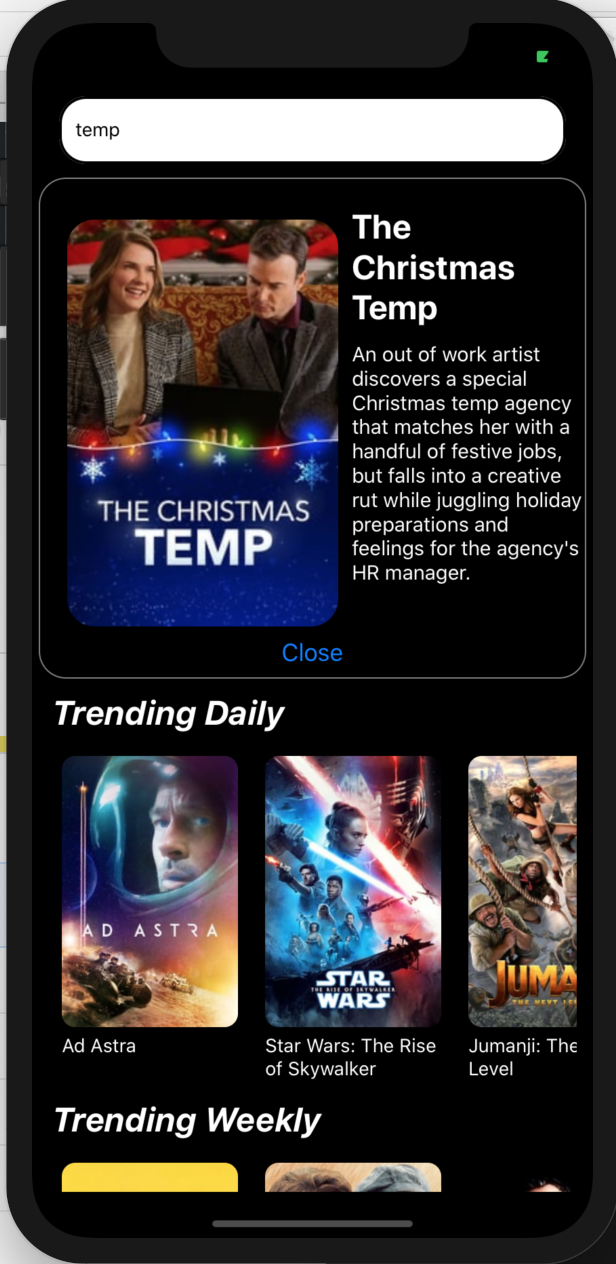 temp
The
Christmas
Temp
An out of work artist
discovers a special
Christmas temp agency
that matches her with a
handful of festive jobs,
but falls into a creative
rut while juggling holiday
preparations and
feelings for the agency's
HR manager.
THE CHRISTMAS
TEMP
Close
Trending Daily
AD ASTRA
STAR
THE RISE OF SKYWALKER
WARS
JUMA
THE NEXT LE
Ad Astra
Star Wars: The Rise
of Skywalker
Jumanji: The
Level
Trending Weekly